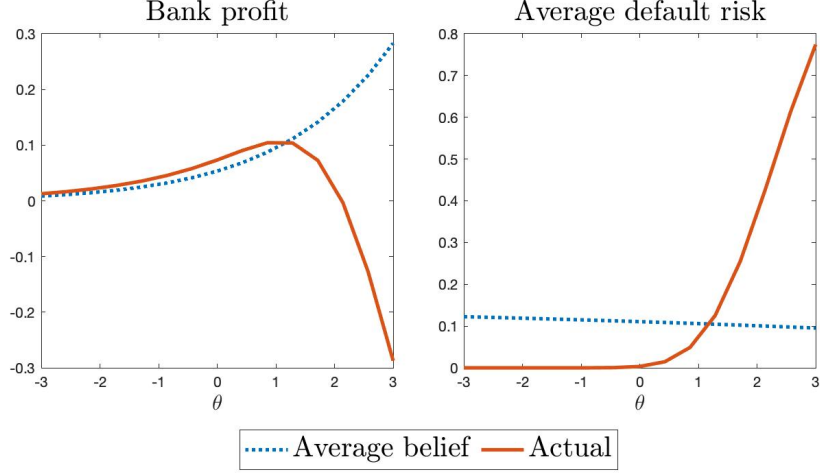 Bank profit
Average default risk
0.3
0.2
0.1
0
-0.1
-0.2
-0.3
-3 -2 -1 0 1 2 3
θ
0.8
0.7
0.6
0.5
0.4
0.3
0.2
0.1
0
-3 -2 -1 0 1 2 3
θ
Average belief Actual